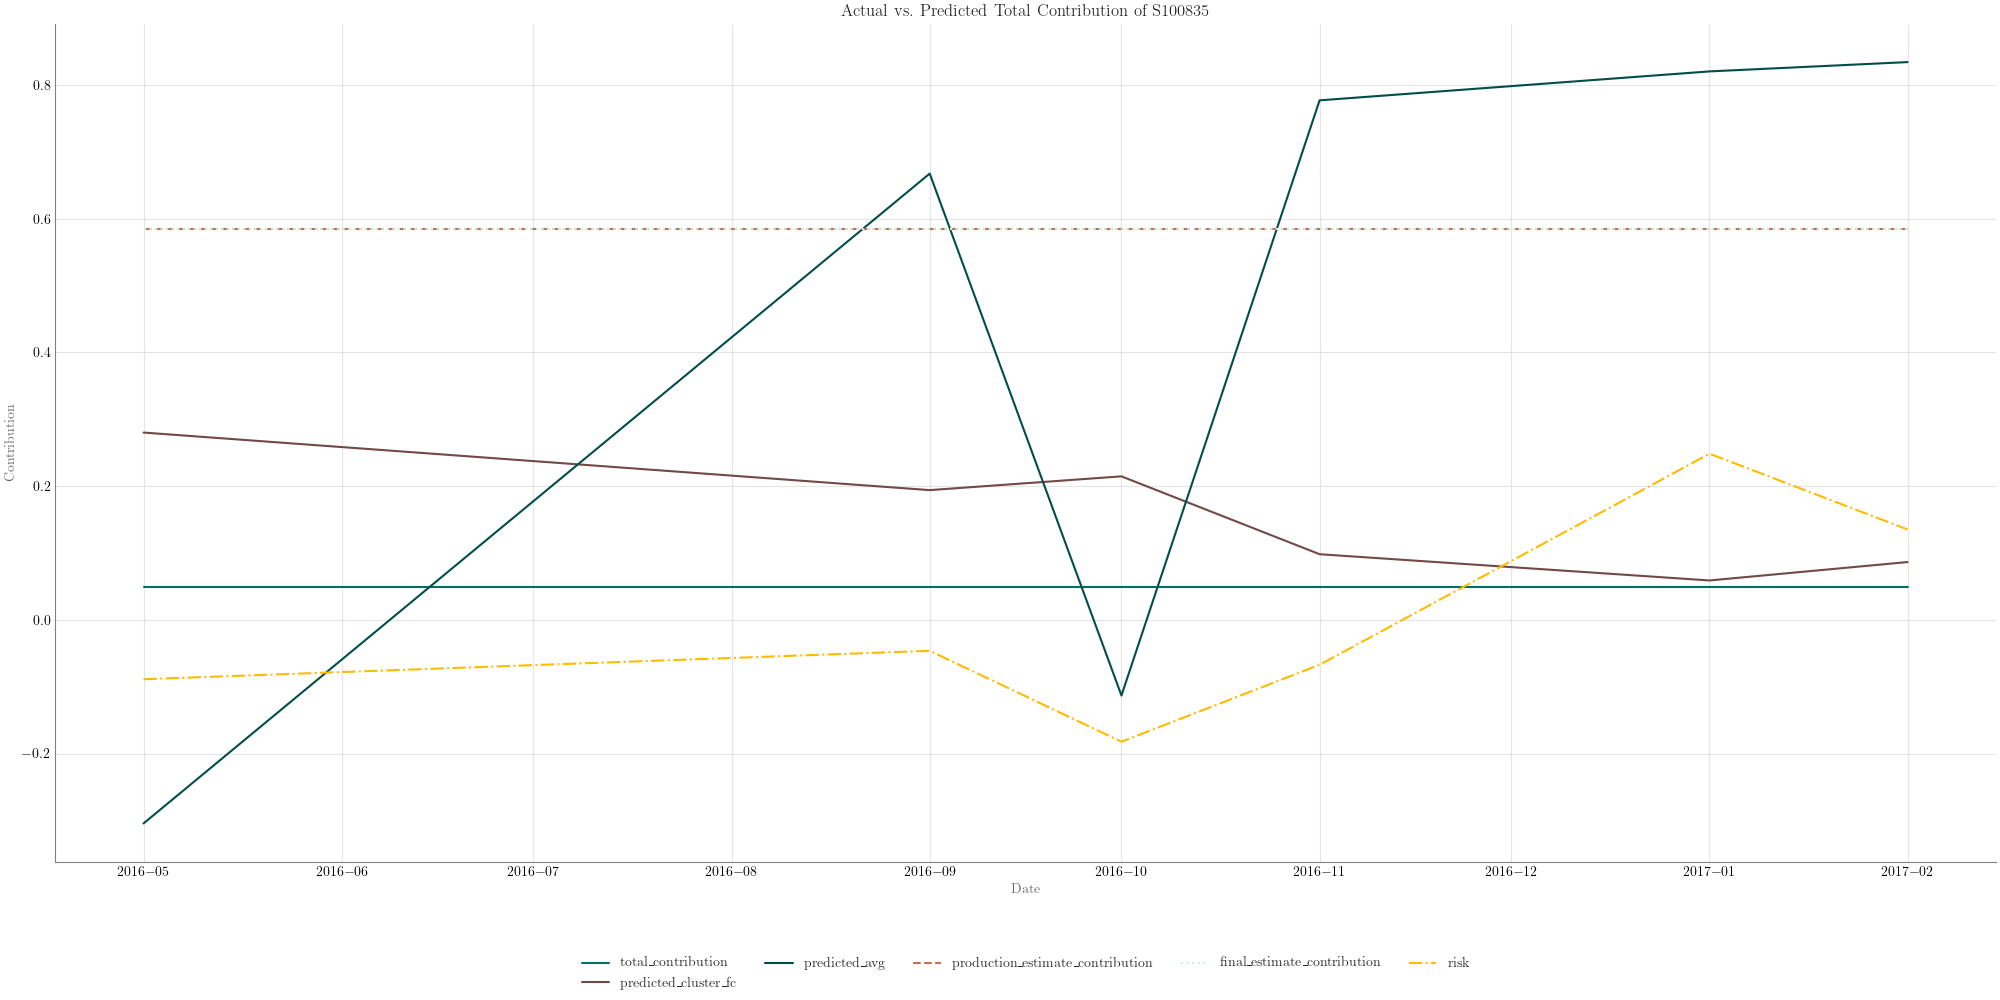 Actual vs. Predicted Total Contribution of S100835
Contribution
0.8
0.6
0.4
0.2
0.0
−0.2
2016−05 2016−06 2016−07 2016−08 2016−09 2016−10 2016−11 2016−12 2017−01 2017−02
Date
total_contribution predicted_avg production_estimate_contribution final_estimate_contribution risk
predicted_cluster_fc